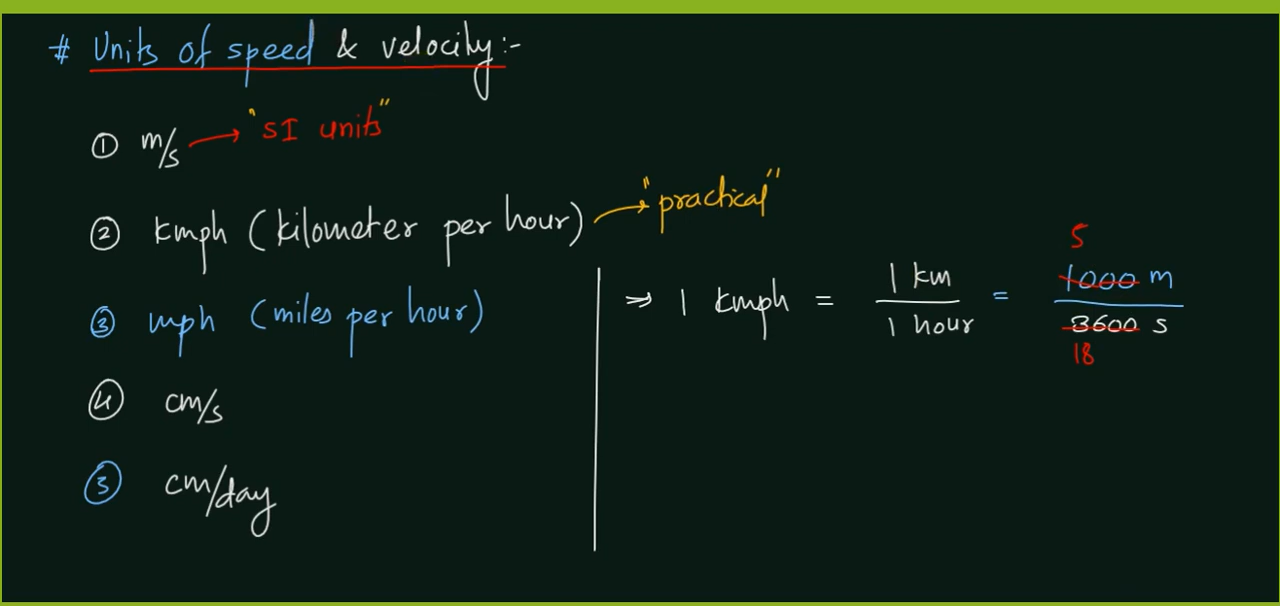 # Units of speed & velocity:-
① m/s → "SI units"
② kmph (kilometer per hour) → "practical"
③ mph (miles per hour)
④ cm/s
⑤ cm/day
⇒ 1 kmph = 1 km / 1 hour = 1000 m / 3600 s
5
18